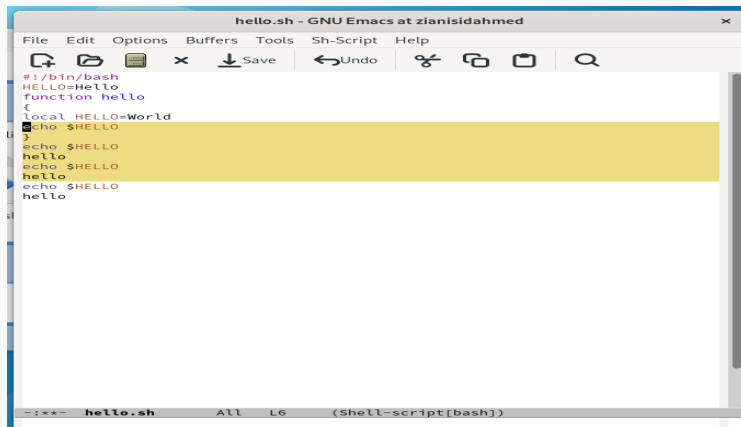 hello.sh - GNU Emacs at zianisidahmed
File Edit Options Buffers Tools Sh-Script Help
Save Undo
#!/bin/bash
HELLO=Hello
function hello
{
local HELLO=World
echo $HELLO
}
echo $HELLO
hello
echo $HELLO
hello
echo $HELLO
hello
-:**- hello.sh All L6 (Shell-script[bash])